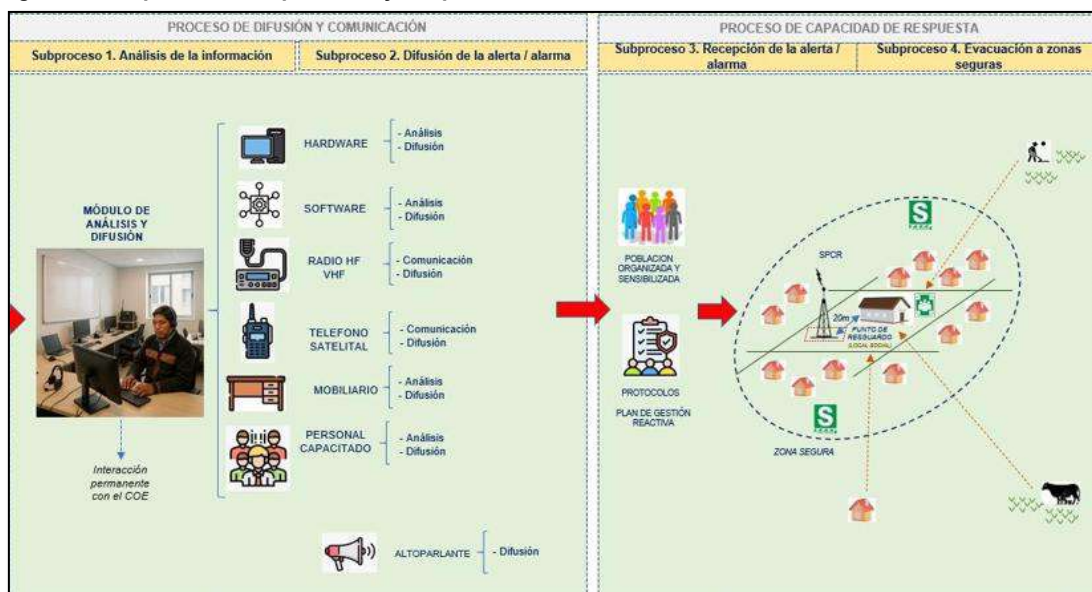 PROCESO DE DIFUSIÓN Y COMUNICACIÓN
Subproceso 1. Análisis de la información
Subproceso 2. Difusión de la alerta / alarma
MÓDULO DE
ANÁLISIS Y
DIFUSIÓN
Interacción
permanente
con el COE
HARDWARE
- Análisis
- Difusión
SOFTWARE
- Análisis
- Difusión
RADIO HF
VHF
- Comunicación
- Difusión
TELEFONO
SATELITAL
- Comunicación
- Difusión
MOBILIARIO
- Análisis
- Difusión
PERSONAL
CAPACITADO
- Análisis
- Difusión
ALTOPARLANTE
- Difusión
PROCESO DE CAPACIDAD DE RESPUESTA
Subproceso 3. Recepción de la alerta /
alarma
Subproceso 4. Evacuación a zonas
seguras
POBLACION
ORGANIZADA Y
SENSIBILIZADA
PROTOCOLOS
PLAN DE GESTIÓN
REACTIVA
S
SPCR
20m
PUNTO DE
RESGUARDO
(LOCAL SOCIAL)
S
ZONA SEGURA